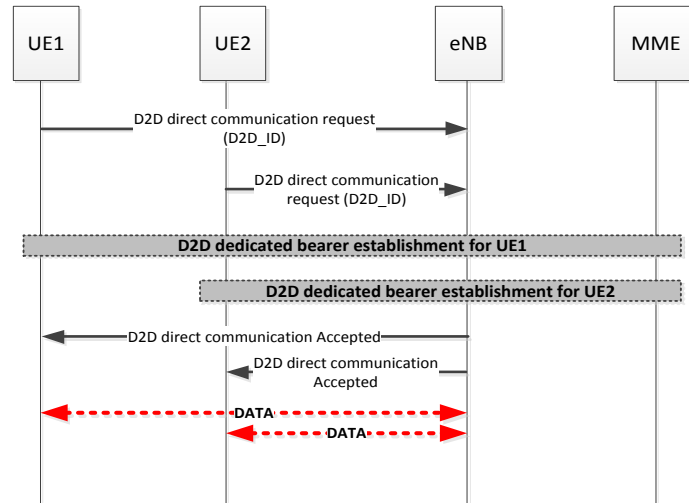 UE1
UE2
eNB
MME
D2D direct communication request
(D2D_ID)
D2D direct communication
request (D2D_ID)
D2D dedicated bearer establishment for UE1
D2D dedicated bearer establishment for UE2
D2D direct communication Accepted
D2D direct communication
Accepted
DATA
DATA